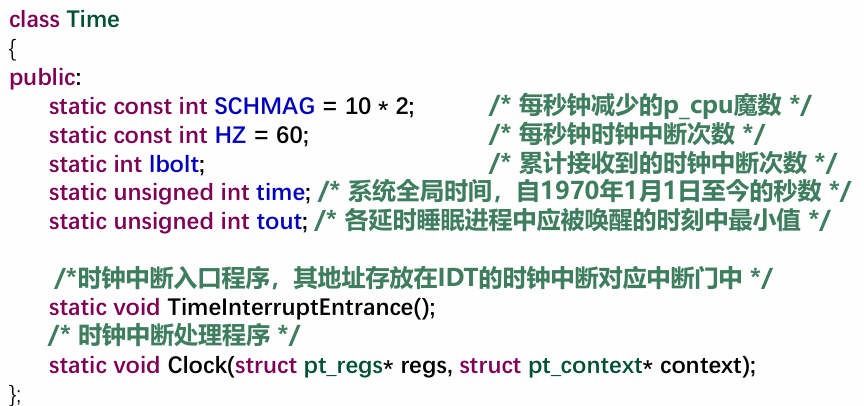 class Time
{
public:
static const int SCHMAG = 10 * 2; /* 每秒钟减少的p_cpu魔数 */
static const int HZ = 60; /* 每秒钟时钟中断次数 */
static int lbolt; /* 累计接收到的时钟中断次数 */
static unsigned int time; /* 系统全局时间，自1970年1月1日至今的秒数 */
static unsigned int tout; /* 各延时睡眠进程中应被唤醒的时刻中最小值 */
/*时钟中断入口程序，其地址存放在IDT的时钟中断对应中断门中 */
static void TimeInterruptEntrance();
/* 时钟中断处理程序 */
static void Clock(struct pt_regs* regs, struct pt_context* context);
};